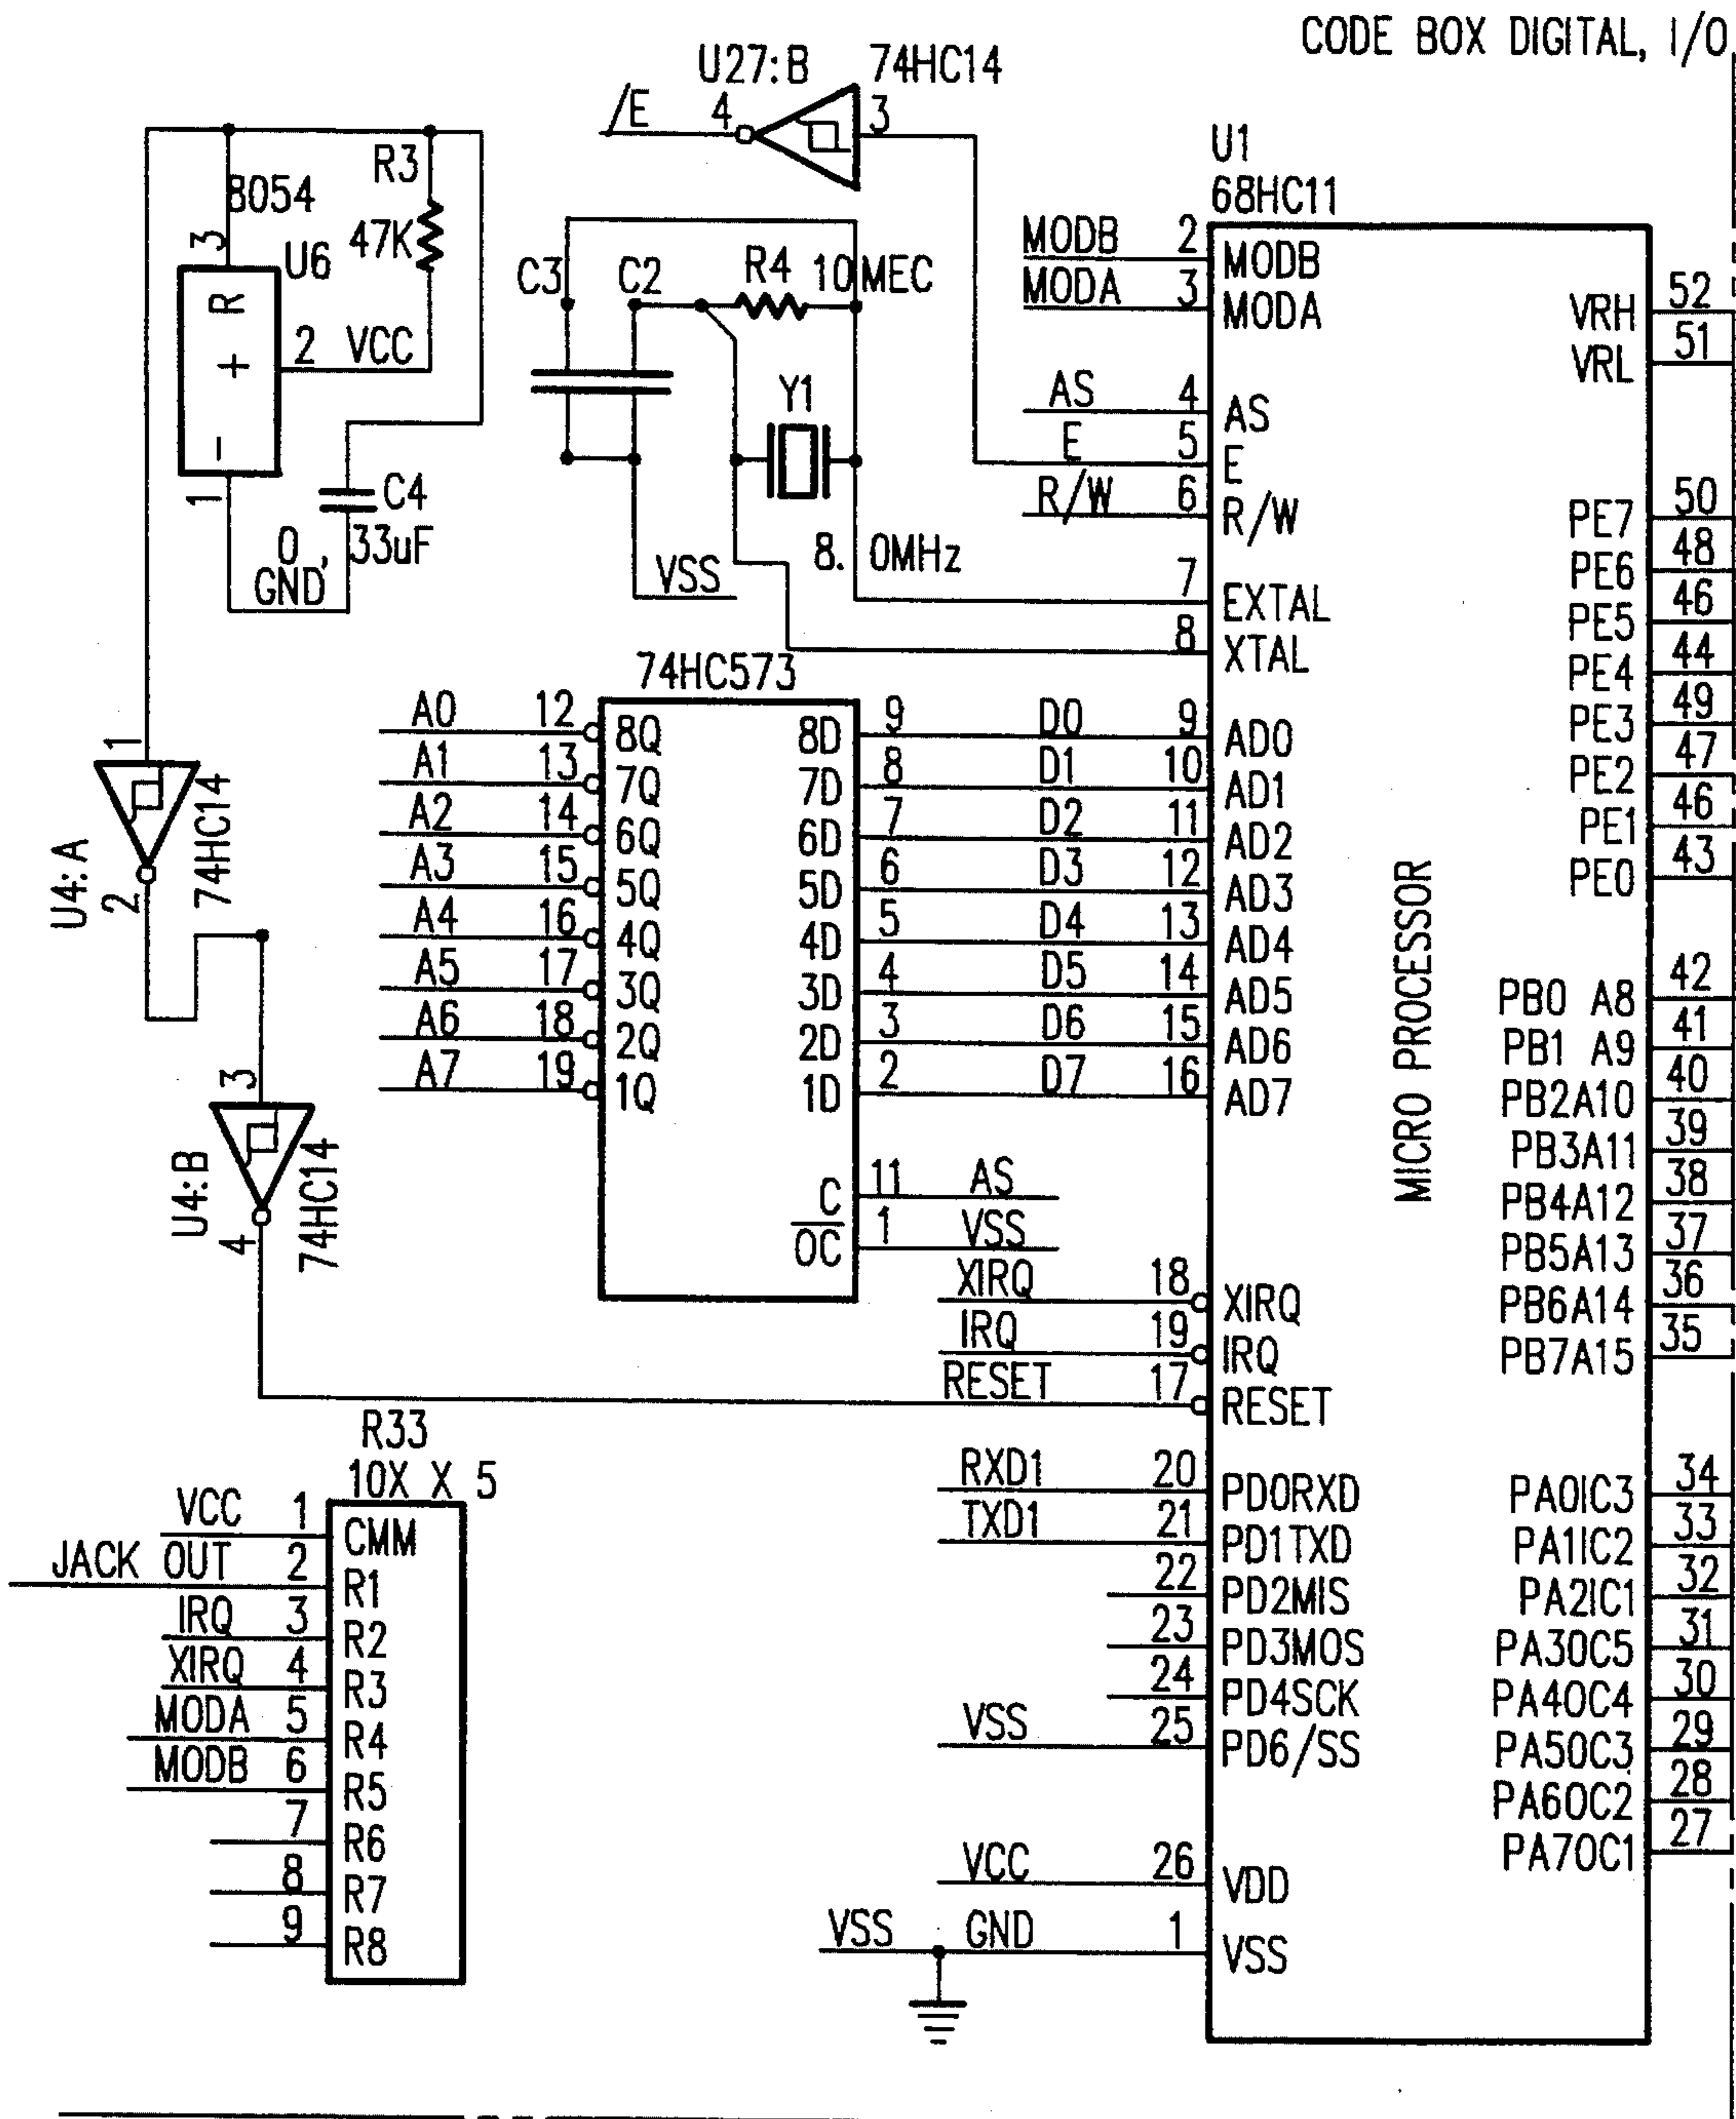 CODE BOX DIGITAL, I/O
U27:B 74HC14
/E 4 3
R3
8054
3
U6 47K
R
+
-
2 VCC
1
C4
0, 33uF
GND
C3 C2 R4 10 MEC
Y1
8. 0MHz
VSS
U1
68HC11
MICRO PROCESSOR
MODB 2 MODB
MODA 3 MODA
AS 4 AS
E 5 E
R/W 6 R/W
7 EXTAL
8 XTAL
D0 9 AD0
D1 10 AD1
D2 11 AD2
D3 12 AD3
D4 13 AD4
D5 14 AD5
D6 15 AD6
D7 16 AD7
XIRQ 18 XIRQ
IRQ 19 IRQ
RESET 17 RESET
RXD1 20 PD0RXD
TXD1 21 PD1TXD
22 PD2MIS
23 PD3MOS
24 PD4SCK
VSS 25 PD6/SS
VCC 26 VDD
VSS GND 1 VSS
VRH 52
VRL 51
PE7 50
PE6 48
PE5 46
PE4 44
PE3 49
PE2 47
PE1 46
PE0 43
PB0 A8 42
PB1 A9 41
PB2A10 40
PB3A11 39
PB4A12 38
PB5A13 37
PB6A14 36
PB7A15 35
PA0IC3 34
PA1IC2 33
PA2IC1 32
PA3OC5 31
PA4OC4 30
PA5OC3 29
PA6OC2 28
PA7OC1 27
74HC573
A0 12 8Q 8D 9
A1 13 7Q 7D 8
A2 14 6Q 6D 7
A3 15 5Q 5D 6
A4 16 4Q 4D 5
A5 17 3Q 3D 4
A6 18 2Q 2D 3
A7 19 1Q 1D 2
C 11 AS
OC 1 VSS
1
U4:A
74HC14
2
3
U4:B
74HC14
4
R33
10X X 5
VCC 1 CMM
JACK OUT 2 R1
IRQ 3 R2
XIRQ 4 R3
MODA 5 R4
MODB 6 R5
7 R6
8 R7
9 R8